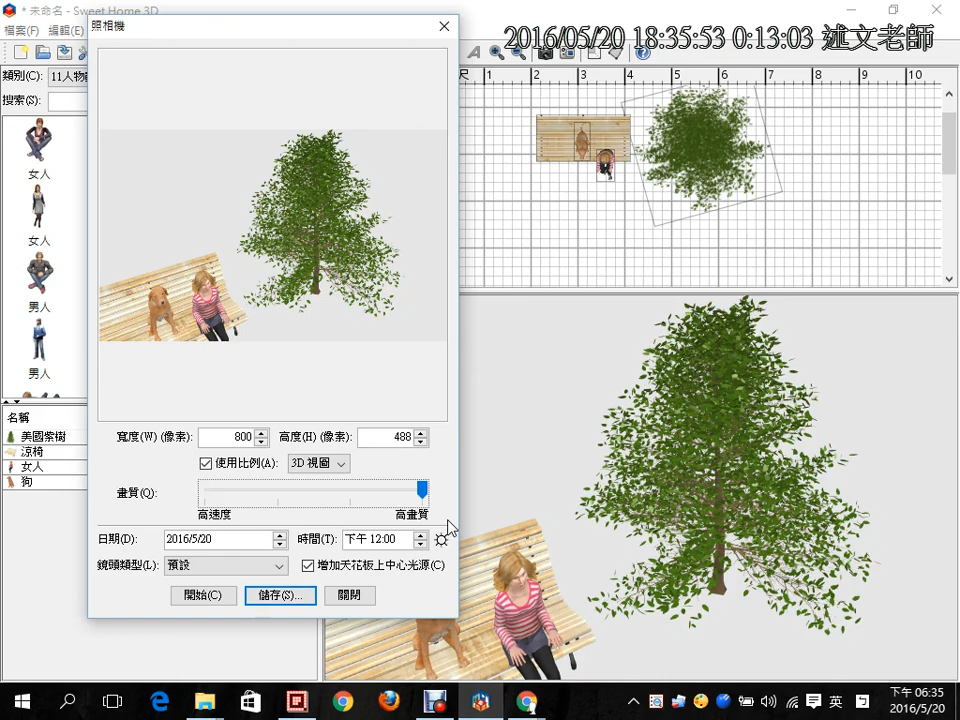 * 未命名 - Sweet Home 3D
檔案(F)
編輯(E)
照相機
2016/05/20 18:35:53 0:13:03 述文老師
類別(C):
11人物
搜索(S):
女人
女人
男人
男人
尺
1
2
3
4
5
6
7
8
9
10
名稱
美國紫樹
涼椅
女人
狗
寬度(W) (像素):
800
高度(H) (像素):
488
使用比例(A):
3D 視圖
畫質(Q):
高速度
高畫質
日期(D):
2016/5/20
時間(T):
下午 12:00
鏡頭類型(L):
預設
增加天花板上中心光源(C)
開始(C)
儲存(S)...
關閉
英
下午 06:35
2016/5/20